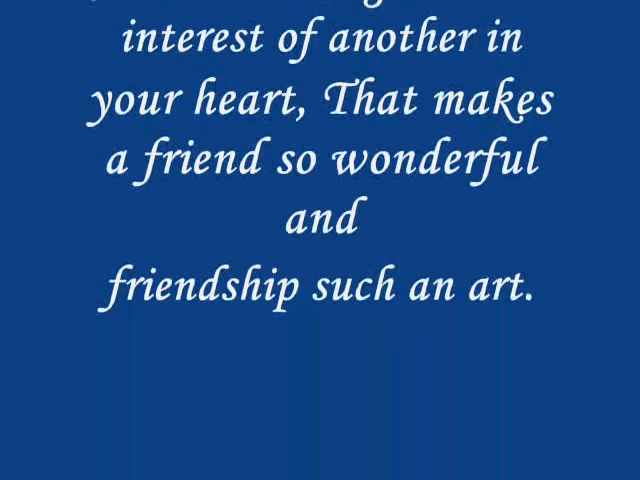 interest of another in
your heart, That makes
a friend so wonderful
and
friendship such an art.